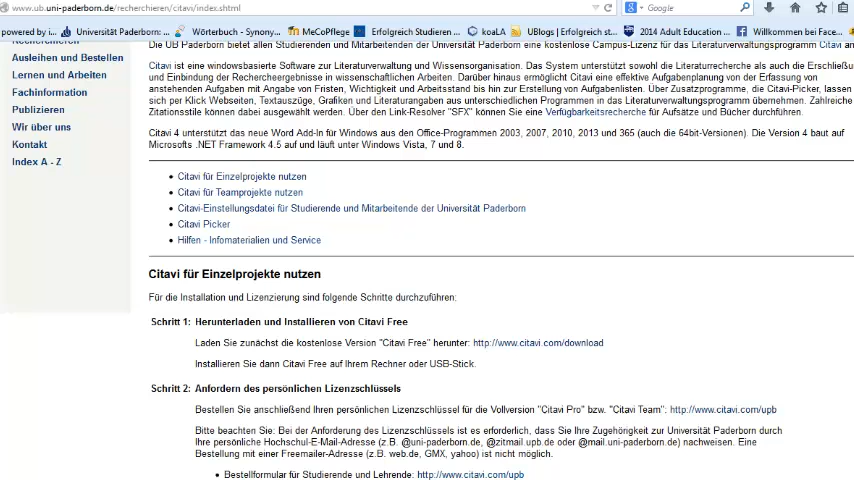 www.ub.uni-paderborn.de/recherchieren/citavi/index.shtml
Google
powered by i...
Universität Paderborn: ...
Wörterbuch - Synony...
MeCoPflege
Erfolgreich Studieren ...
koaLA
UBlogs | Erfolgreich st...
2014 Adult Education ...
Willkommen bei Face...
Recherchieren
Ausleihen und Bestellen
Lernen und Arbeiten
Fachinformation
Publizieren
Wir über uns
Kontakt
Index A - Z
Die UB Paderborn bietet allen Studierenden und Mitarbeitenden der Universität Paderborn eine kostenlose Campus-Lizenz für das Literaturverwaltungsprogramm Citavi an
Citavi ist eine windowsbasierte Software zur Literaturverwaltung und Wissensorganisation. Das System unterstützt sowohl die Literaturrecherche als auch die Erschließu
und Einbindung der Rechercheergebnisse in wissenschaftlichen Arbeiten. Darüber hinaus ermöglicht Citavi eine effektive Aufgabenplanung von der Erfassung von
anstehenden Aufgaben mit Angabe von Fristen, Wichtigkeit und Arbeitsstand bis hin zur Erstellung von Aufgabenlisten. Über Zusatzprogramme, die Citavi-Picker, lassen
sich per Klick Webseiten, Textauszüge, Grafiken und Literaturangaben aus unterschiedlichen Programmen in das Literaturverwaltungsprogramm übernehmen. Zahlreiche
Zitationsstile können dabei ausgewählt werden. Über den Link-Resolver "SFX" können Sie eine Verfügbarkeitsrecherche für Aufsätze und Bücher durchführen.
Citavi 4 unterstützt das neue Word Add-In für Windows aus den Office-Programmen 2003, 2007, 2010, 2013 und 365 (auch die 64bit-Versionen). Die Version 4 baut auf
Microsofts .NET Framework 4.5 auf und läuft unter Windows Vista, 7 und 8.
• Citavi für Einzelprojekte nutzen
• Citavi für Teamprojekte nutzen
• Citavi-Einstellungsdatei für Studierende und Mitarbeitende der Universität Paderborn
• Citavi Picker
• Hilfen - Infomaterialien und Service
Citavi für Einzelprojekte nutzen
Für die Installation und Lizenzierung sind folgende Schritte durchzuführen:
Schritt 1: Herunterladen und Installieren von Citavi Free
Laden Sie zunächst die kostenlose Version "Citavi Free" herunter: http://www.citavi.com/download
Installieren Sie dann Citavi Free auf Ihrem Rechner oder USB-Stick.
Schritt 2: Anfordern des persönlichen Lizenzschlüssels
Bestellen Sie anschließend Ihren persönlichen Lizenzschlüssel für die Vollversion "Citavi Pro" bzw. "Citavi Team": http://www.citavi.com/upb
Bitte beachten Sie: Bei der Anforderung des Lizenzschlüssels ist es erforderlich, dass Sie Ihre Zugehörigkeit zur Universität Paderborn durch
Ihre persönliche Hochschul-E-Mail-Adresse (z.B. @uni-paderborn.de, @zitmail.upb.de oder @mail.uni-paderborn.de) nachweisen. Eine
Bestellung mit einer Freemailer-Adresse (z.B. web.de, GMX, yahoo) ist nicht möglich.
• Bestellformular für Studierende und Lehrende: http://www.citavi.com/upb